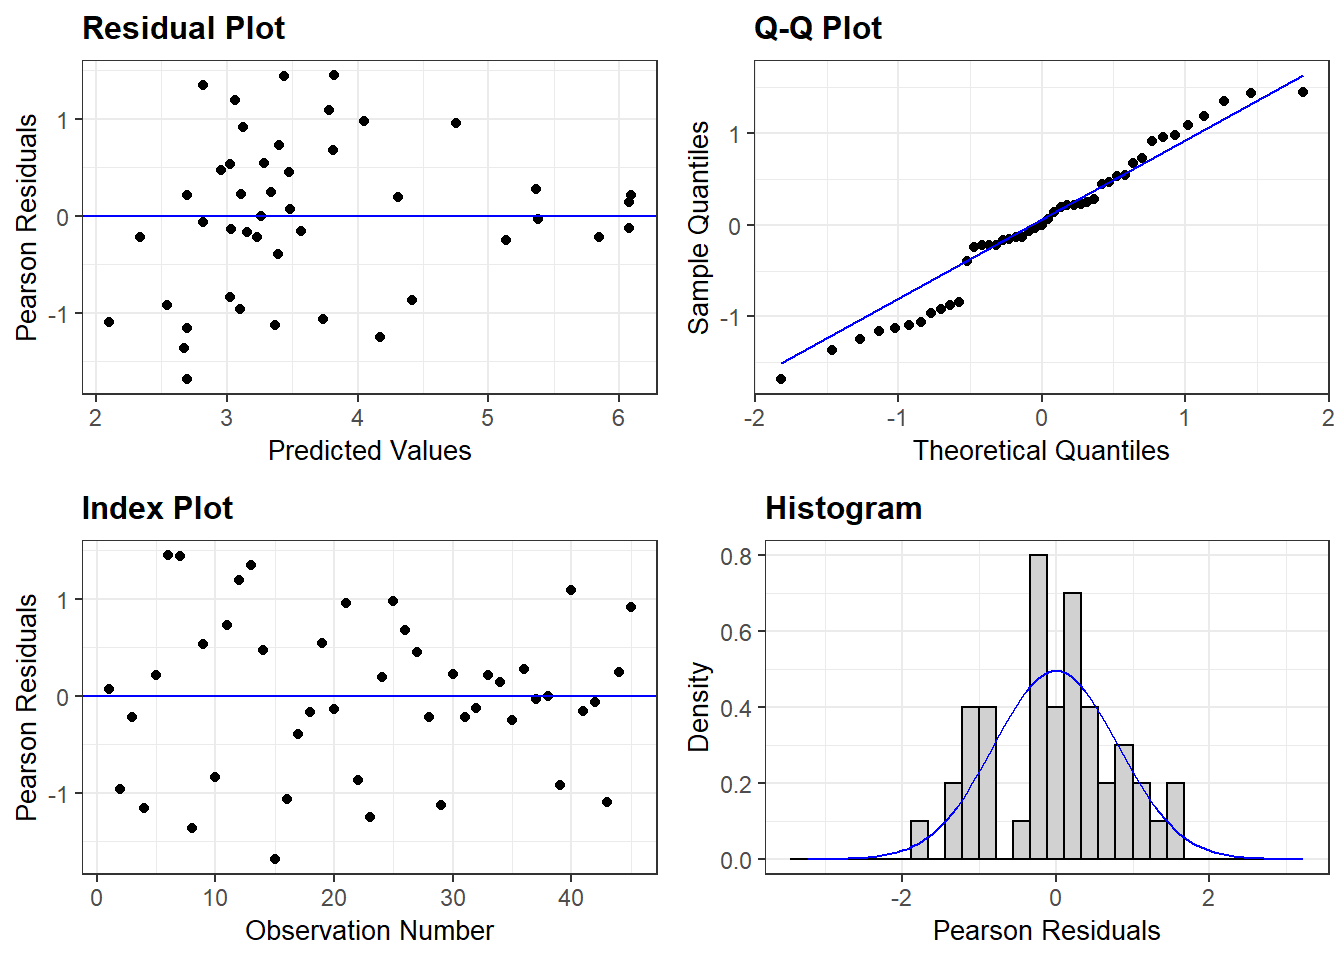 Residual Plot
Pearson Residuals
1
0
-1
2 3 4 5 6
Predicted Values
Q-Q Plot
Sample Quantiles
1
0
-1
-2 -1 0 1 2
Theoretical Quantiles
Index Plot
Pearson Residuals
1
0
-1
0 10 20 30 40
Observation Number
Histogram
Density
0.8
0.6
0.4
0.2
0.0
-2 0 2
Pearson Residuals